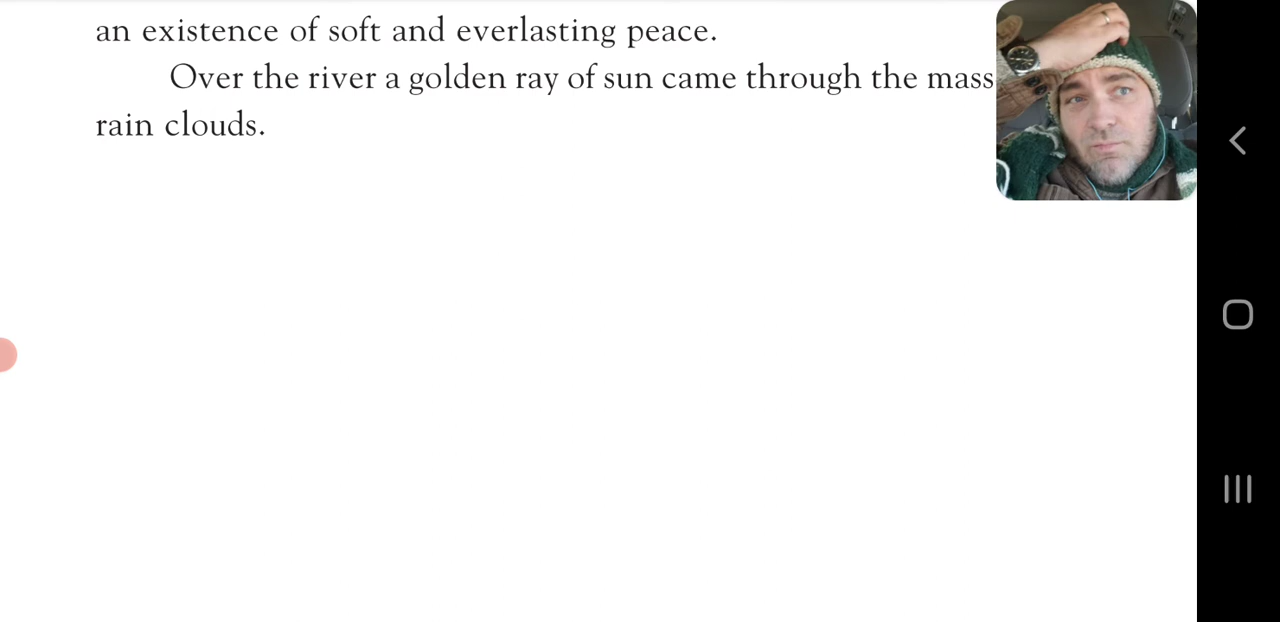 an existence of soft and everlasting peace.
Over the river a golden ray of sun came through the mass
rain clouds.